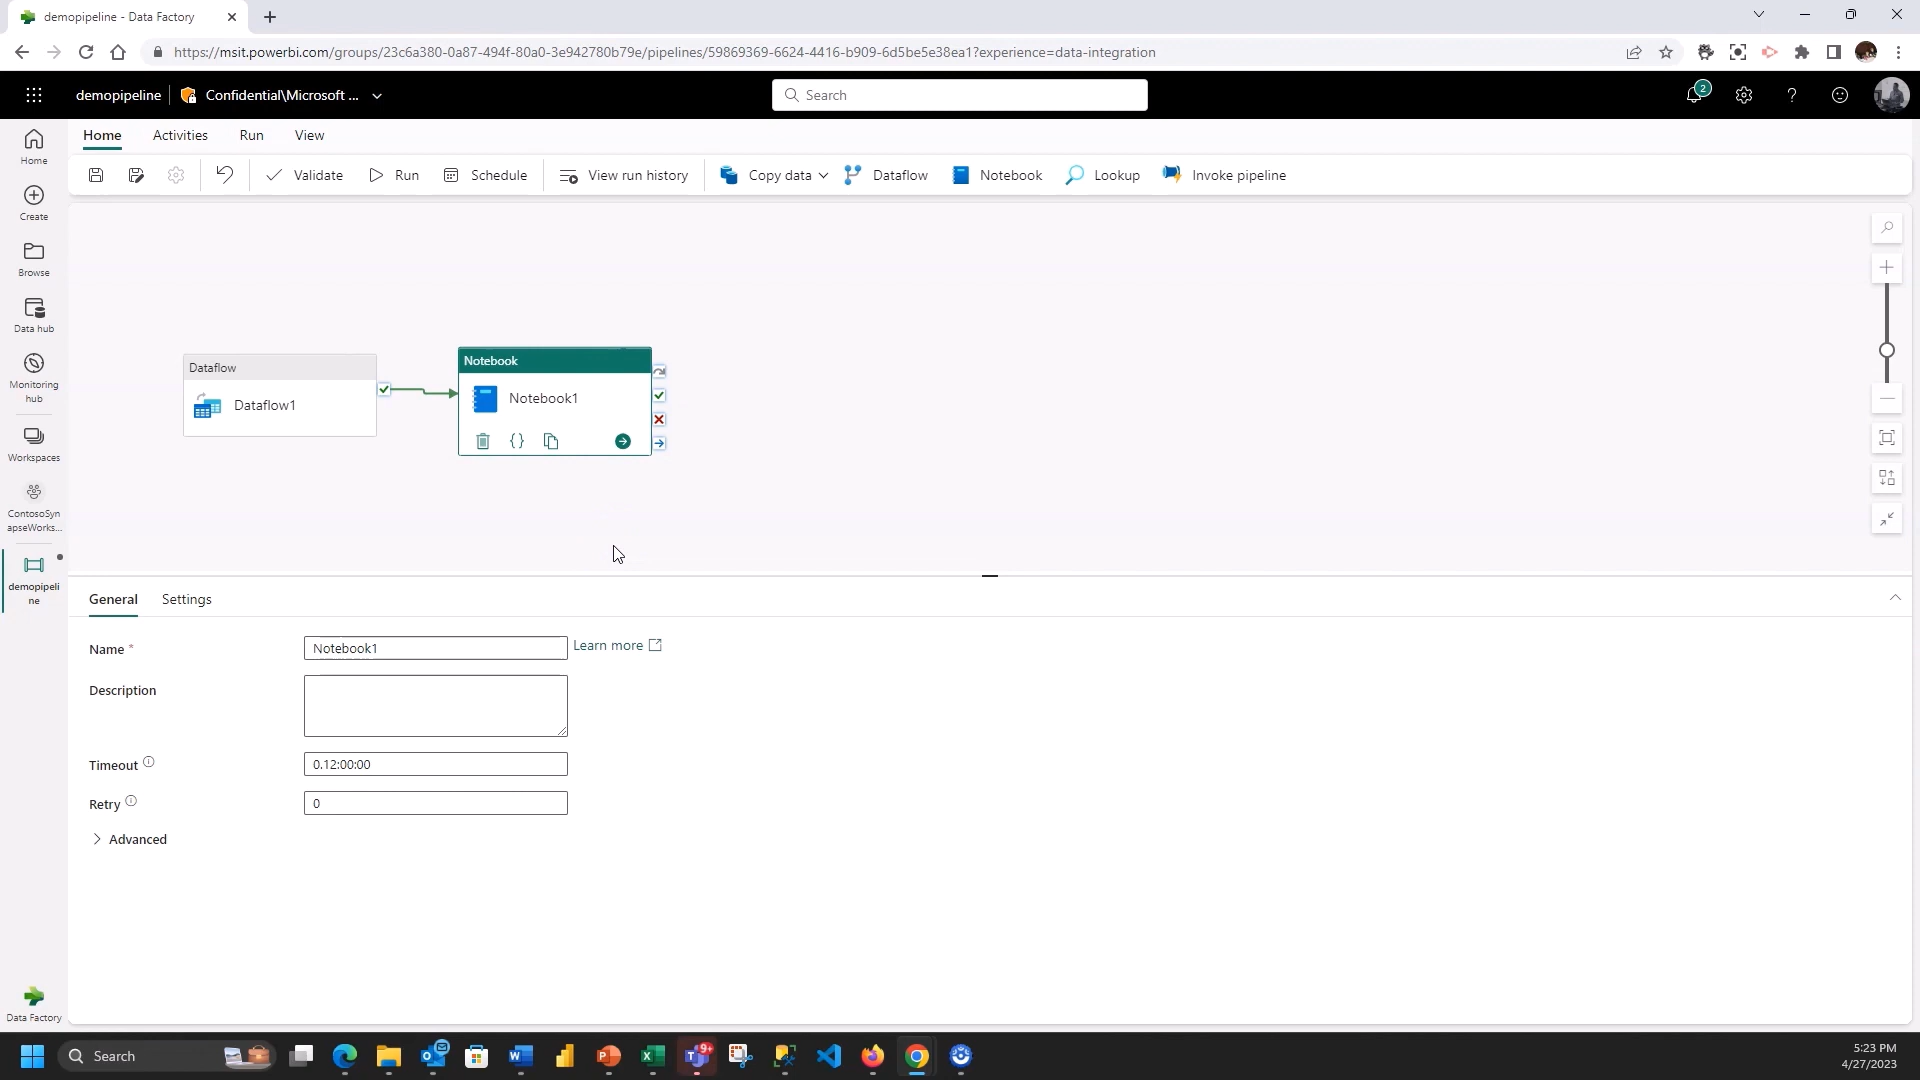 demopipeline - Data Factory
https://msit.powerbi.com/groups/23c6a380-0a87-494f-80a0-3e942780b79e/pipelines/59869369-6624-4416-b909-6d5be5e38ea1?experience=data-integration
demopipeline
Confidential\Microsoft ...
Search
2
Home Activities Run View
Validate Run Schedule View run history Copy data Dataflow Notebook Lookup Invoke pipeline
Home
Create
Browse
Data hub
Monitoring
hub
Workspaces
ContosoSyn
apseWorks...
demopipeli
ne
Data Factory
Dataflow
Dataflow1
Notebook
Notebook1
General Settings
Name *
Notebook1
Learn more
Description
Timeout
0.12:00:00
Retry
0
Advanced
Search
9+
5:23 PM
4/27/2023